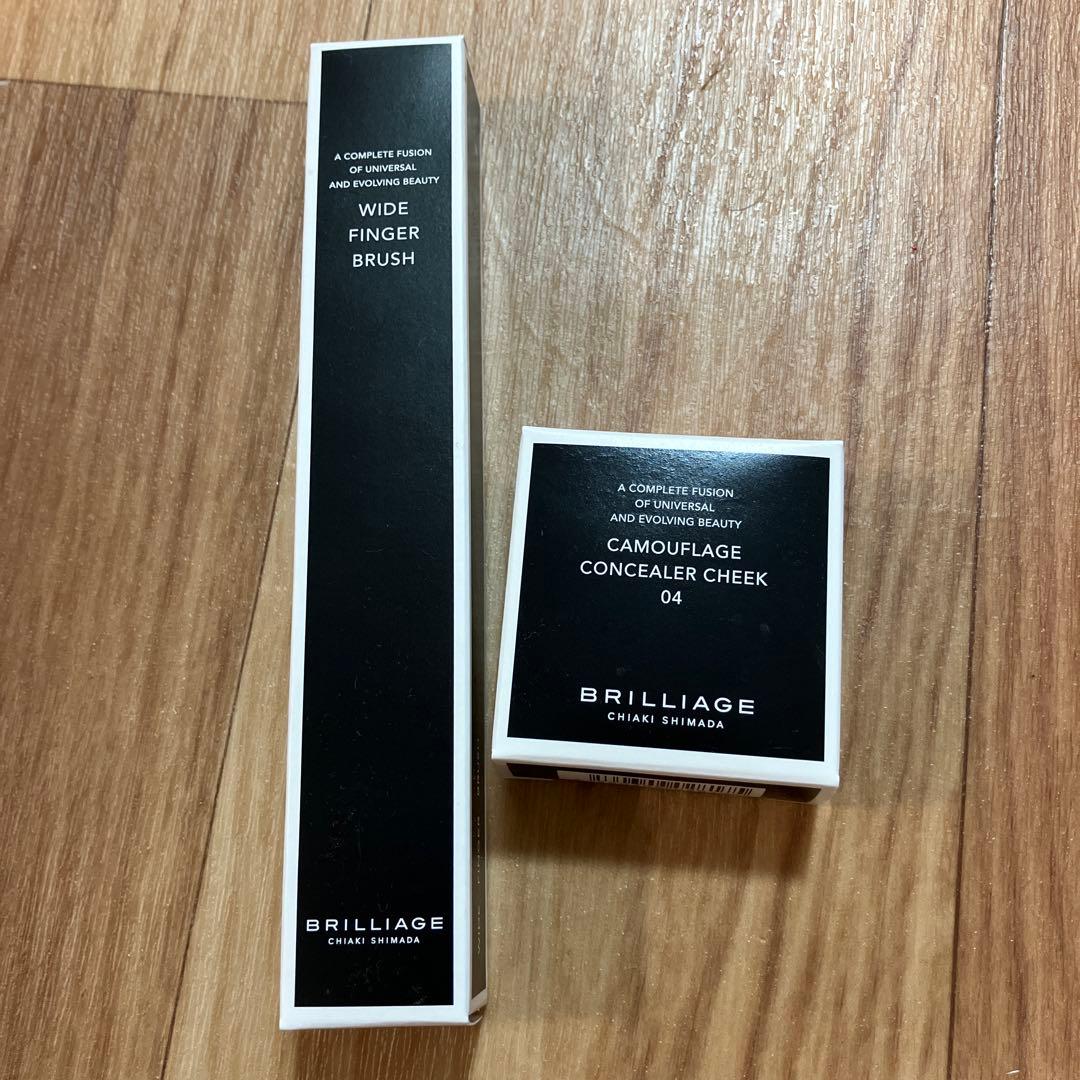 A COMPLETE FUSION
OF UNIVERSAL
AND EVOLVING BEAUTY
WIDE
FINGER
BRUSH
BRILLIAGE
CHIAKI SHIMADA
A COMPLETE FUSION
OF UNIVERSAL
AND EVOLVING BEAUTY
CAMOUFLAGE
CONCEALER CHEEK
04
BRILLIAGE
CHIAKI SHIMADA